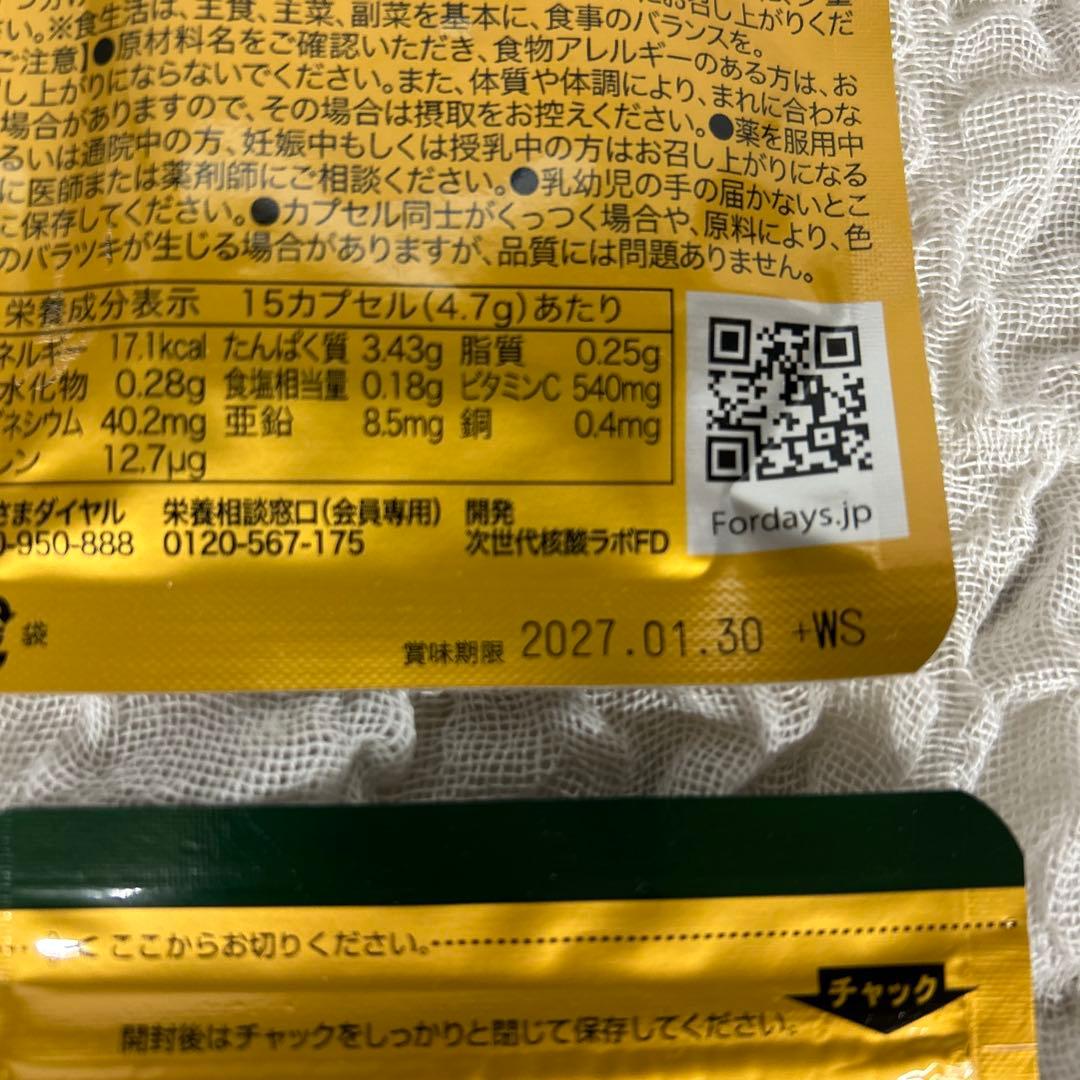 い。※食生活は、主食、主菜、副菜を基本に、食事のバランスを。
ご注意】●原材料名をご確認いただき、食物アレルギーのある方は、お
し上がりにならないでください。また、体質や体調により、まれに合わな
場合がありますので、その場合は摂取をお控えください。●薬を服用中
るいは通院中の方、妊娠中もしくは授乳中の方はお召し上がりになる
に医師または薬剤師にご相談ください。●乳幼児の手の届かないとこ
に保存してください。●カプセル同士がくっつく場合や、原料により、色
のバラツキが生じる場合がありますが、品質には問題ありません。
栄養成分表示 15カプセル(4.7g)あたり
ネルギー 17.1kcal たんぱく質 3.43g 脂質 0.25g
水化物 0.28g 食塩相当量 0.18g ビタミンC 540mg
グネシウム 40.2mg 亜鉛 8.5mg 銅 0.4mg
レン 12.7μg
さまダイヤル 栄養相談窓口(会員専用) 開発
0-950-888 0120-567-175 次世代核酸ラボFD
Fordays.jp
袋
賞味期限 2027.01.30 +WS
ここからお切りください。
チャック
開封後はチャックをしっかりと閉じて保存してください。